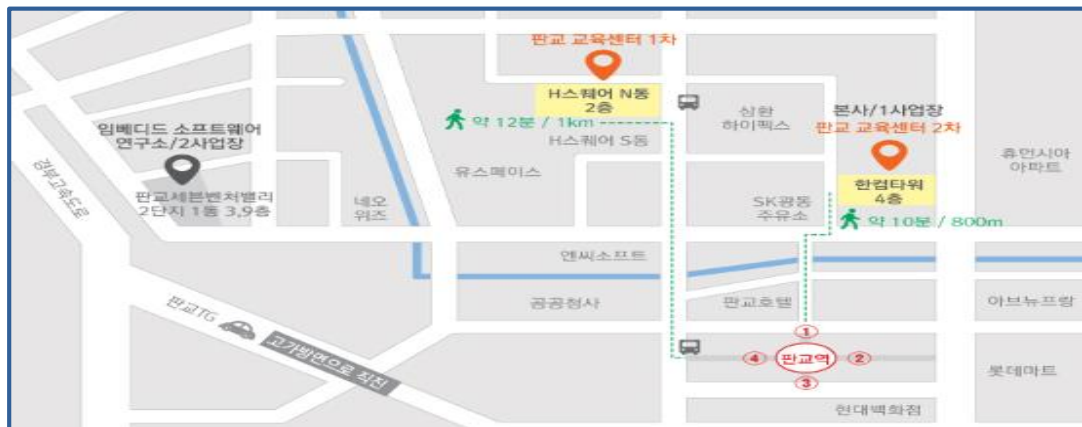 판교 교육센터 1차
H스퀘어 N동
2층
약 12분 / 1km
H스퀘어 S동
삼환
하이펙스
본사/1사업장
판교 교육센터 2차
한컴타워
4층
약 10분 / 800m
휴먼시아
아파트
임베디드 소프트웨어
연구소/2사업장
판교세븐벤처밸리
2단지 1동 3,9층
경부고속도로
네오
위즈
유스페이스
SK광동
주유소
엔씨소프트
공공청사
판교호텔
아브뉴프랑
판교TG
고가방면으로 직진
①
④ 판교역 ②
③
롯데마트
현대백화점